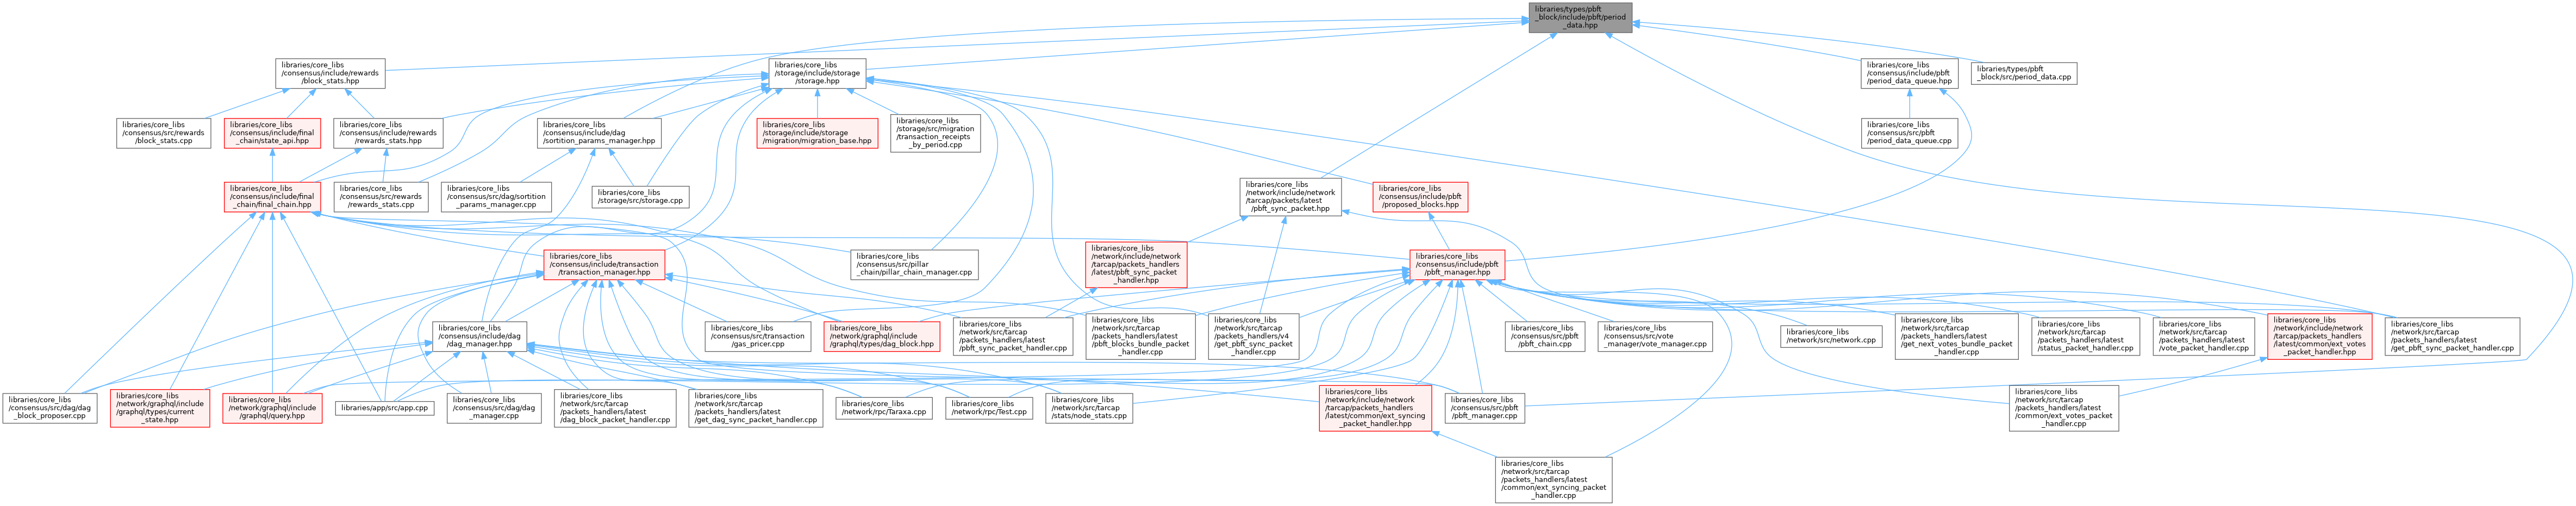 libraries/types/pbft
_block/include/pbft/period
_data.hpp
libraries/core_libs
/consensus/include/rewards
/block_stats.hpp
libraries/core_libs
/storage/include/storage
/storage.hpp
libraries/core_libs
/consensus/include/pbft
/period_data_queue.hpp
libraries/types/pbft
_block/src/period_data.cpp
libraries/core_libs
/consensus/src/rewards
/block_stats.cpp
libraries/core_libs
/consensus/include/final
_chain/state_api.hpp
libraries/core_libs
/consensus/include/rewards
/rewards_stats.hpp
libraries/core_libs
/consensus/include/dag
/sortition_params_manager.hpp
libraries/core_libs
/storage/include/storage
/migration/migration_base.hpp
libraries/core_libs
/storage/src/migration
/transaction_receipts
_by_period.cpp
libraries/core_libs
/consensus/src/pbft
/period_data_queue.cpp
libraries/core_libs
/consensus/include/final
_chain/final_chain.hpp
libraries/core_libs
/consensus/src/rewards
/rewards_stats.cpp
libraries/core_libs
/consensus/src/dag/sortition
_params_manager.cpp
libraries/core_libs
/storage/src/storage.cpp
libraries/core_libs
/network/include/network
/tarcap/packets/latest
/pbft_sync_packet.hpp
libraries/core_libs
/consensus/include/pbft
/proposed_blocks.hpp
libraries/core_libs
/consensus/include/transaction
/transaction_manager.hpp
libraries/core_libs
/consensus/src/pillar
_chain/pillar_chain_manager.cpp
libraries/core_libs
/network/include/network
/tarcap/packets_handlers
/latest/pbft_sync_packet
_handler.hpp
libraries/core_libs
/consensus/include/pbft
/pbft_manager.hpp
libraries/core_libs
/consensus/include/dag
/dag_manager.hpp
libraries/core_libs
/consensus/src/transaction
/gas_pricer.cpp
libraries/core_libs
/network/graphql/include
/graphql/types/dag_block.hpp
libraries/core_libs
/network/src/tarcap
/packets_handlers/latest
/pbft_sync_packet_handler.cpp
libraries/core_libs
/network/src/tarcap
/packets_handlers/latest
/pbft_blocks_bundle_packet
_handler.cpp
libraries/core_libs
/network/src/tarcap
/packets_handlers/v4
/get_pbft_sync_packet
_handler.cpp
libraries/core_libs
/consensus/src/pbft
/pbft_chain.cpp
libraries/core_libs
/consensus/src/vote
_manager/vote_manager.cpp
libraries/core_libs
/network/src/network.cpp
libraries/core_libs
/network/src/tarcap
/packets_handlers/latest
/get_next_votes_bundle_packet
_handler.cpp
libraries/core_libs
/network/src/tarcap
/packets_handlers/latest
/status_packet_handler.cpp
libraries/core_libs
/network/src/tarcap
/packets_handlers/latest
/vote_packet_handler.cpp
libraries/core_libs
/network/include/network
/tarcap/packets_handlers
/latest/common/ext_votes
_packet_handler.hpp
libraries/core_libs
/network/src/tarcap
/packets_handlers/latest
/get_pbft_sync_packet_handler.cpp
libraries/core_libs
/consensus/src/dag/dag
_block_proposer.cpp
libraries/core_libs
/network/graphql/include
/graphql/types/current
_state.hpp
libraries/core_libs
/network/graphql/include
/graphql/query.hpp
libraries/app/src/app.cpp
libraries/core_libs
/consensus/src/dag/dag
_manager.cpp
libraries/core_libs
/network/src/tarcap
/packets_handlers/latest
/dag_block_packet_handler.cpp
libraries/core_libs
/network/src/tarcap
/packets_handlers/latest
/get_dag_sync_packet_handler.cpp
libraries/core_libs
/network/rpc/Taraxa.cpp
libraries/core_libs
/network/rpc/Test.cpp
libraries/core_libs
/network/src/tarcap
/stats/node_stats.cpp
libraries/core_libs
/network/include/network
/tarcap/packets_handlers
/latest/common/ext_syncing
_packet_handler.hpp
libraries/core_libs
/consensus/src/pbft
/pbft_manager.cpp
libraries/core_libs
/network/src/tarcap
/packets_handlers/latest
/common/ext_votes_packet
_handler.cpp
libraries/core_libs
/network/src/tarcap
/packets_handlers/latest
/common/ext_syncing_packet
_handler.cpp